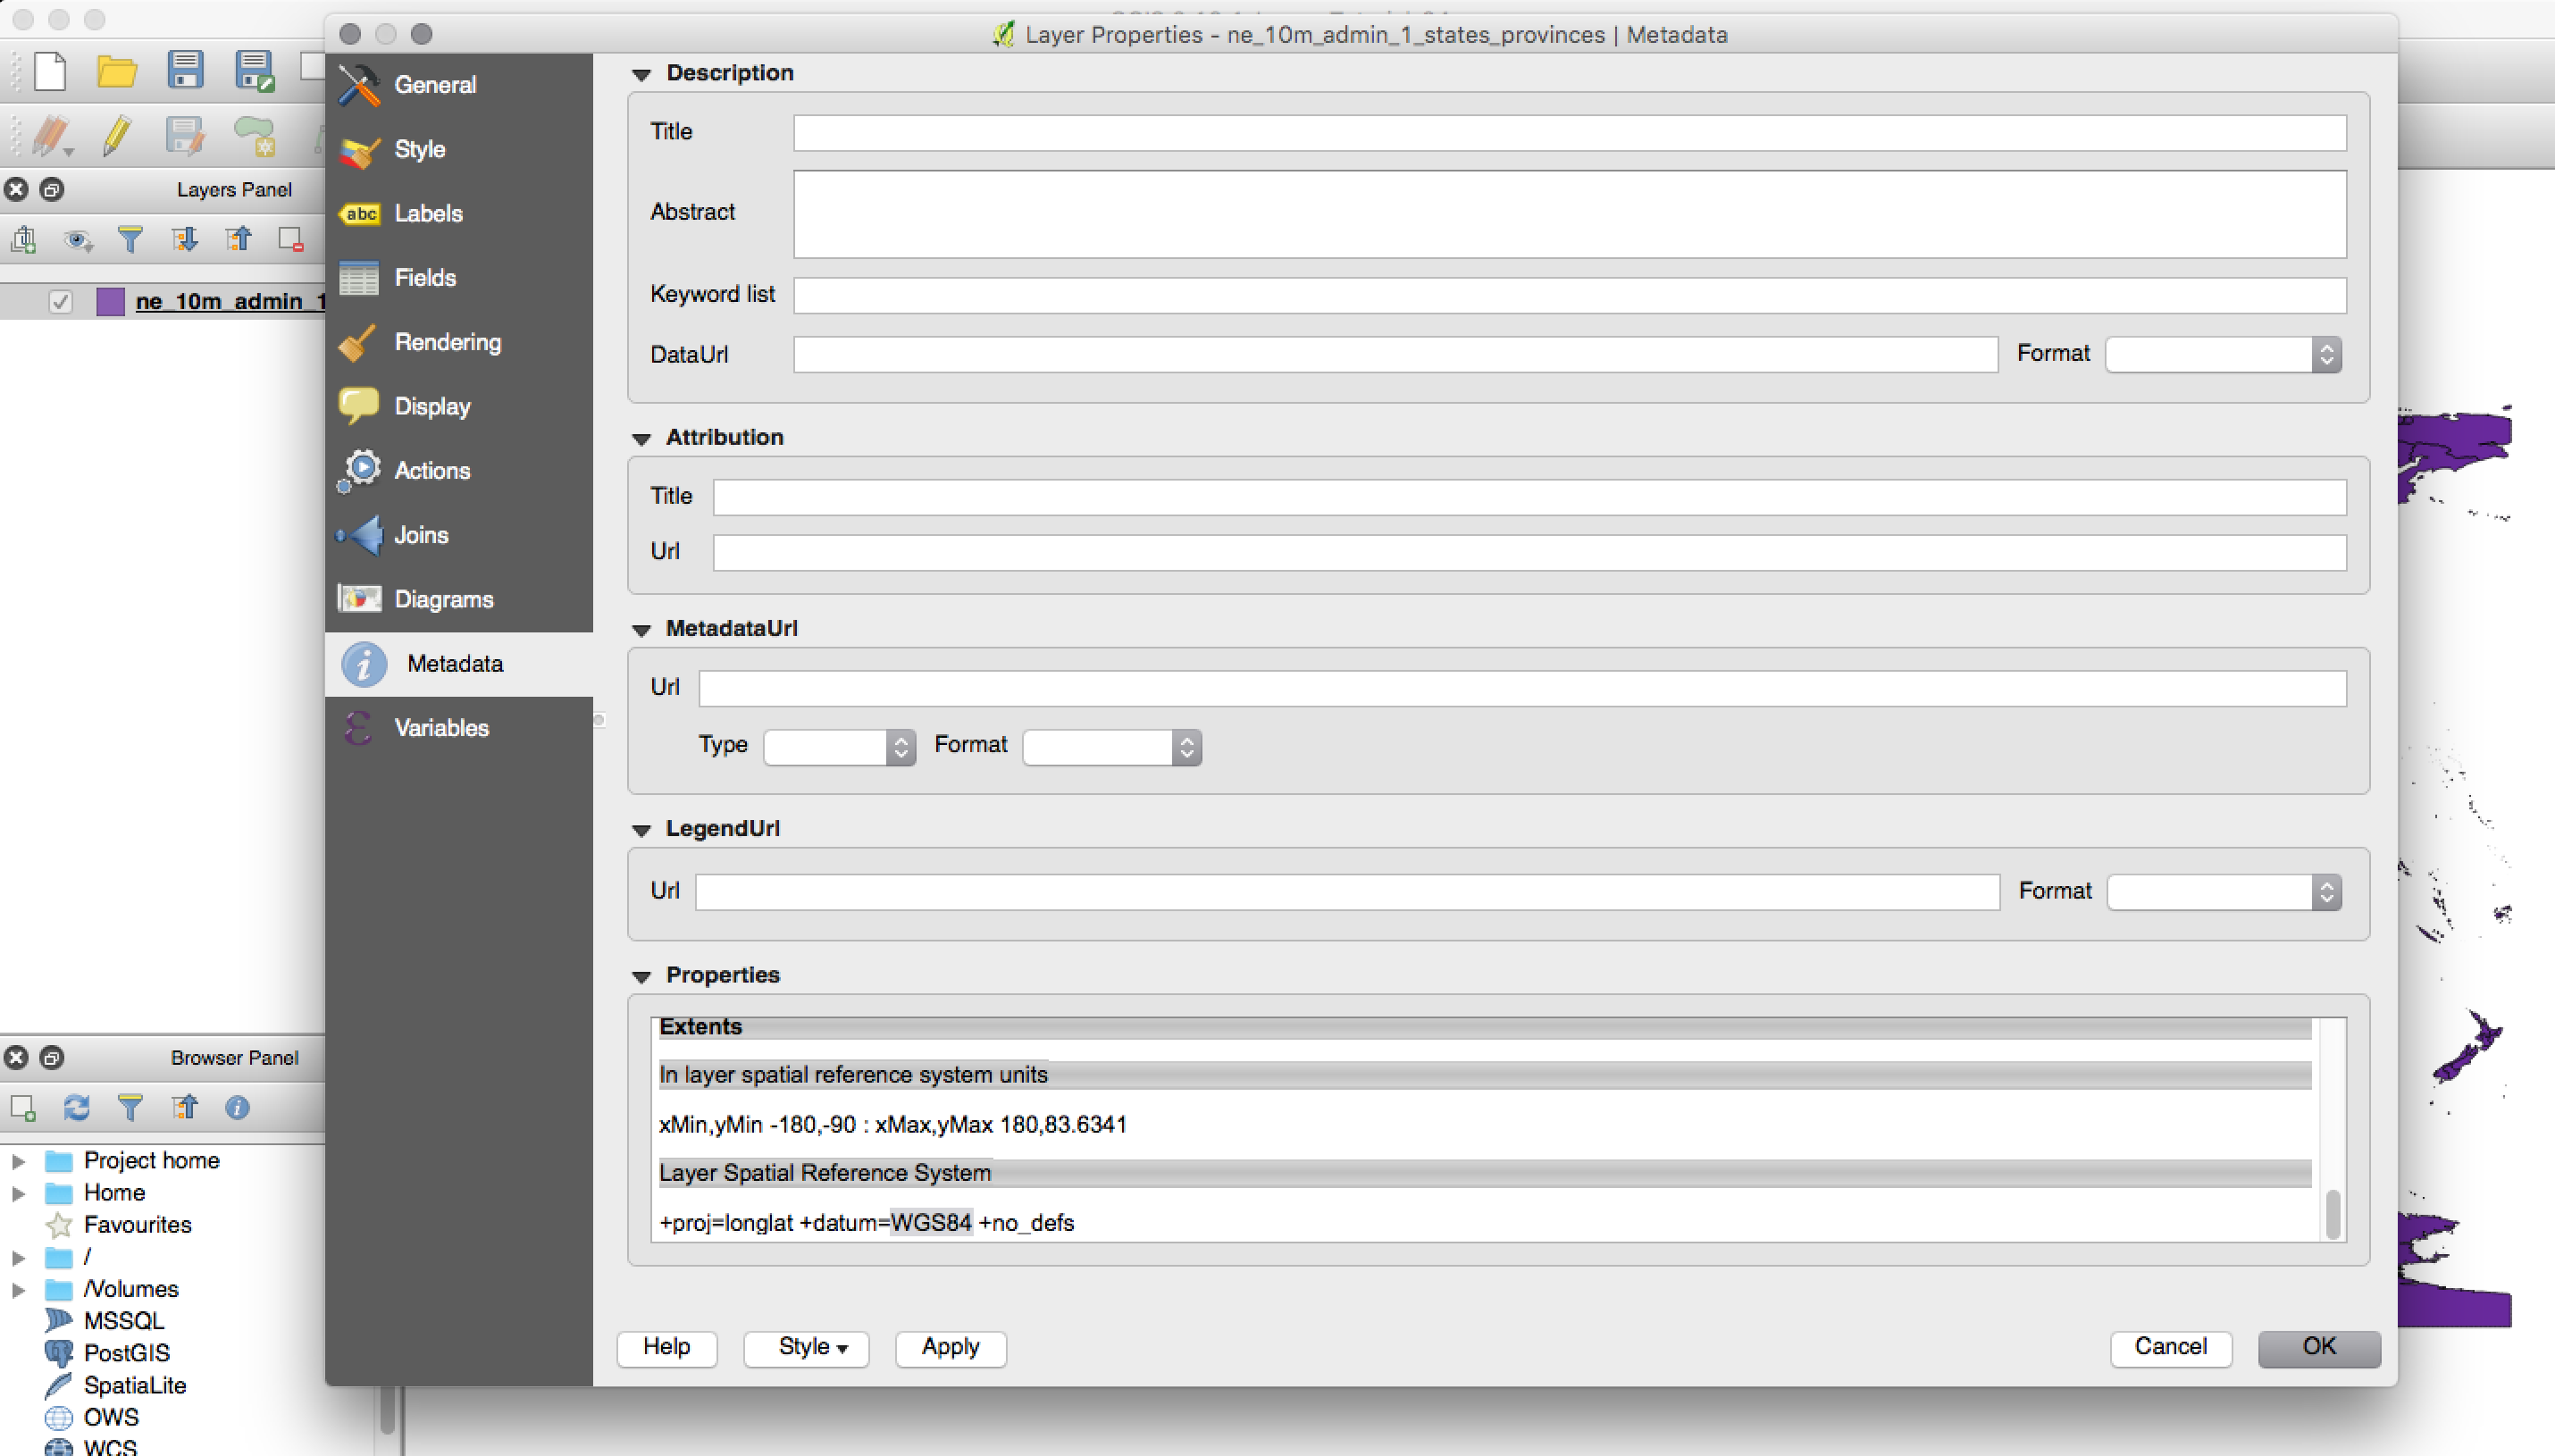 Layer Properties - ne_10m_admin_1_states_provinces | Metadata
General
Style
abc Labels
Fields
Rendering
Display
Actions
Joins
Diagrams
Metadata
Variables
Layers Panel
ne_10m_admin_1
Browser Panel
Project home
Home
Favourites
/
/Volumes
MSSQL
PostGIS
SpatiaLite
OWS
WCS
Description
Title
Abstract
Keyword list
DataUrl Format
Attribution
Title
Url
MetadataUrl
Url
Type Format
LegendUrl
Url Format
Properties
Extents
In layer spatial reference system units
xMin,yMin -180,-90 : xMax,yMax 180,83.6341
Layer Spatial Reference System
+proj=longlat +datum=WGS84 +no_defs
Help Style Apply Cancel OK